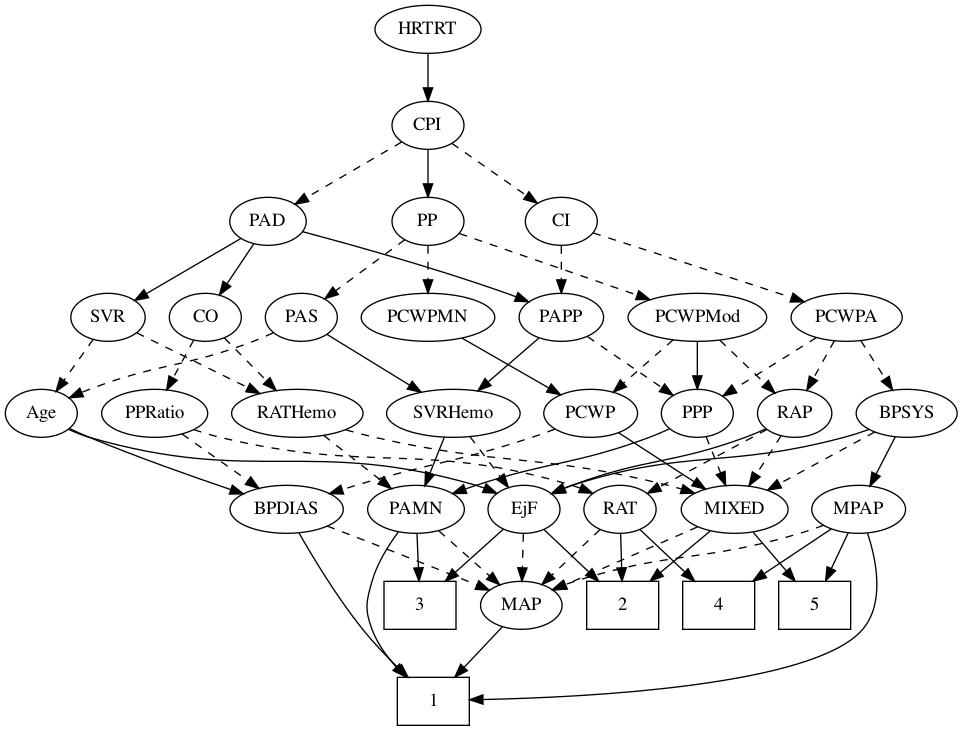 HRTRT
CPI
PAD
PP
CI
SVR
CO
PAS
PCWPMN
PAPP
PCWPMod
PCWPA
Age
PPRatio
RATHemo
SVRHemo
PCWP
PPP
RAP
BPSYS
BPDIAS
PAMN
EjF
RAT
MIXED
MPAP
3
MAP
2
4
5
1